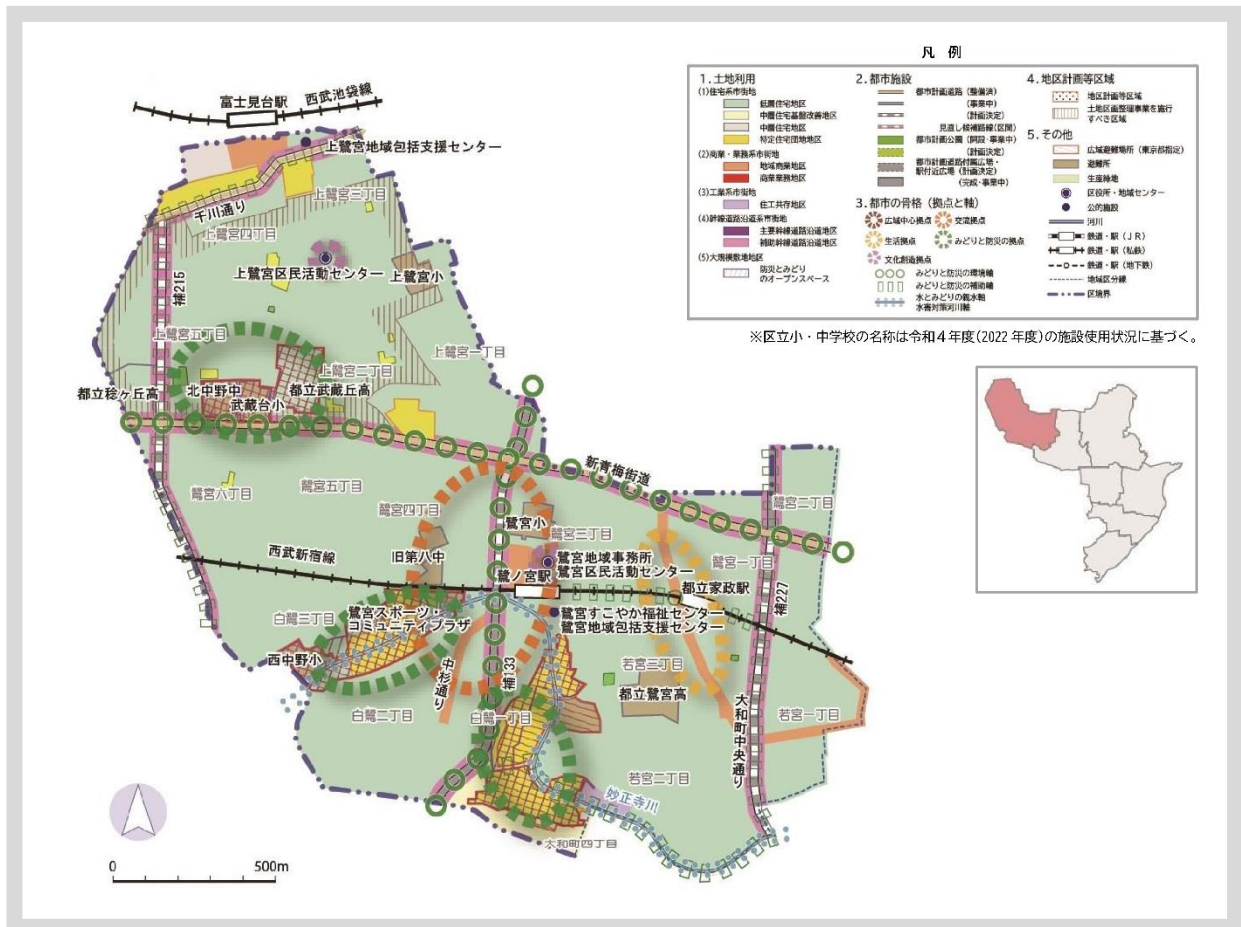 凡 例
1. 土地利用
(1)住宅系市街地
低層住宅地区
中層住宅基盤改善地区
中層住宅地区
特定住宅団地地区
(2)商業・業務系市街地
地域商業地区
商業業務地区
(3)工業系市街地
住工共存地区
(4)幹線道路沿道系市街地
主要幹線道路沿道地区
補助幹線道路沿道地区
(5)大規模敷地地区
防災とみどり
のオープンスペース
2. 都市施設
都市計画道路(整備済)
(事業中)
(計画決定)
見直し候補路線(区間)
都市計画公園(開設・事業中)
(計画決定)
都市計画道路付属広場・
駅付近広場(計画決定)
(完成・事業中)
3. 都市の骨格(拠点と軸)
広域中心拠点
交流拠点
生活拠点
みどりと防災の拠点
文化創造拠点
みどりと防災の環境軸
みどりと防災の補助軸
水とみどりの親水軸
水害対策河川軸
4. 地区計画等区域
地区計画等区域
土地区画整理事業を施行
すべき区域
5. その他
広域避難場所(東京都指定)
避難所
生産緑地
区役所・地域センター
公的施設
河川
鉄道・駅(JR)
鉄道・駅(私鉄)
鉄道・駅(地下鉄)
地域区分線
区境界
※区立小・中学校の名称は令和4年度(2022年度)の施設使用状況に基づく。
富士見台駅
西武池袋線
上鷺宮地域包括支援センター
千川通り
上鷺宮三丁目
上鷺宮四丁目
上鷺宮区民活動センター
上鷺宮小
補215
上鷺宮五丁目
上鷺宮一丁目
上鷺宮二丁目
都立稔ヶ丘高
北中野中
武蔵台小
都立武蔵丘高
新青梅街道
鷺宮六丁目
鷺宮五丁目
鷺宮四丁目
鷺宮小
鷺宮三丁目
鷺宮二丁目
西武新宿線
旧第八中
鷺ノ宮駅
鷺宮地域事務所
鷺宮区民活動センター
鷺宮一丁目
都立家政駅
補227
白鷺三丁目
鷺宮スポーツ・
コミュニティプラザ
鷺宮すこやか福祉センター
鷺宮地域包括支援センター
西中野小
中杉通り
補133
若宮三丁目
都立鷺宮高
大和町中央通り
若宮一丁目
白鷺二丁目
白鷺一丁目
若宮二丁目
妙正寺川
大和町四丁目
0
500m